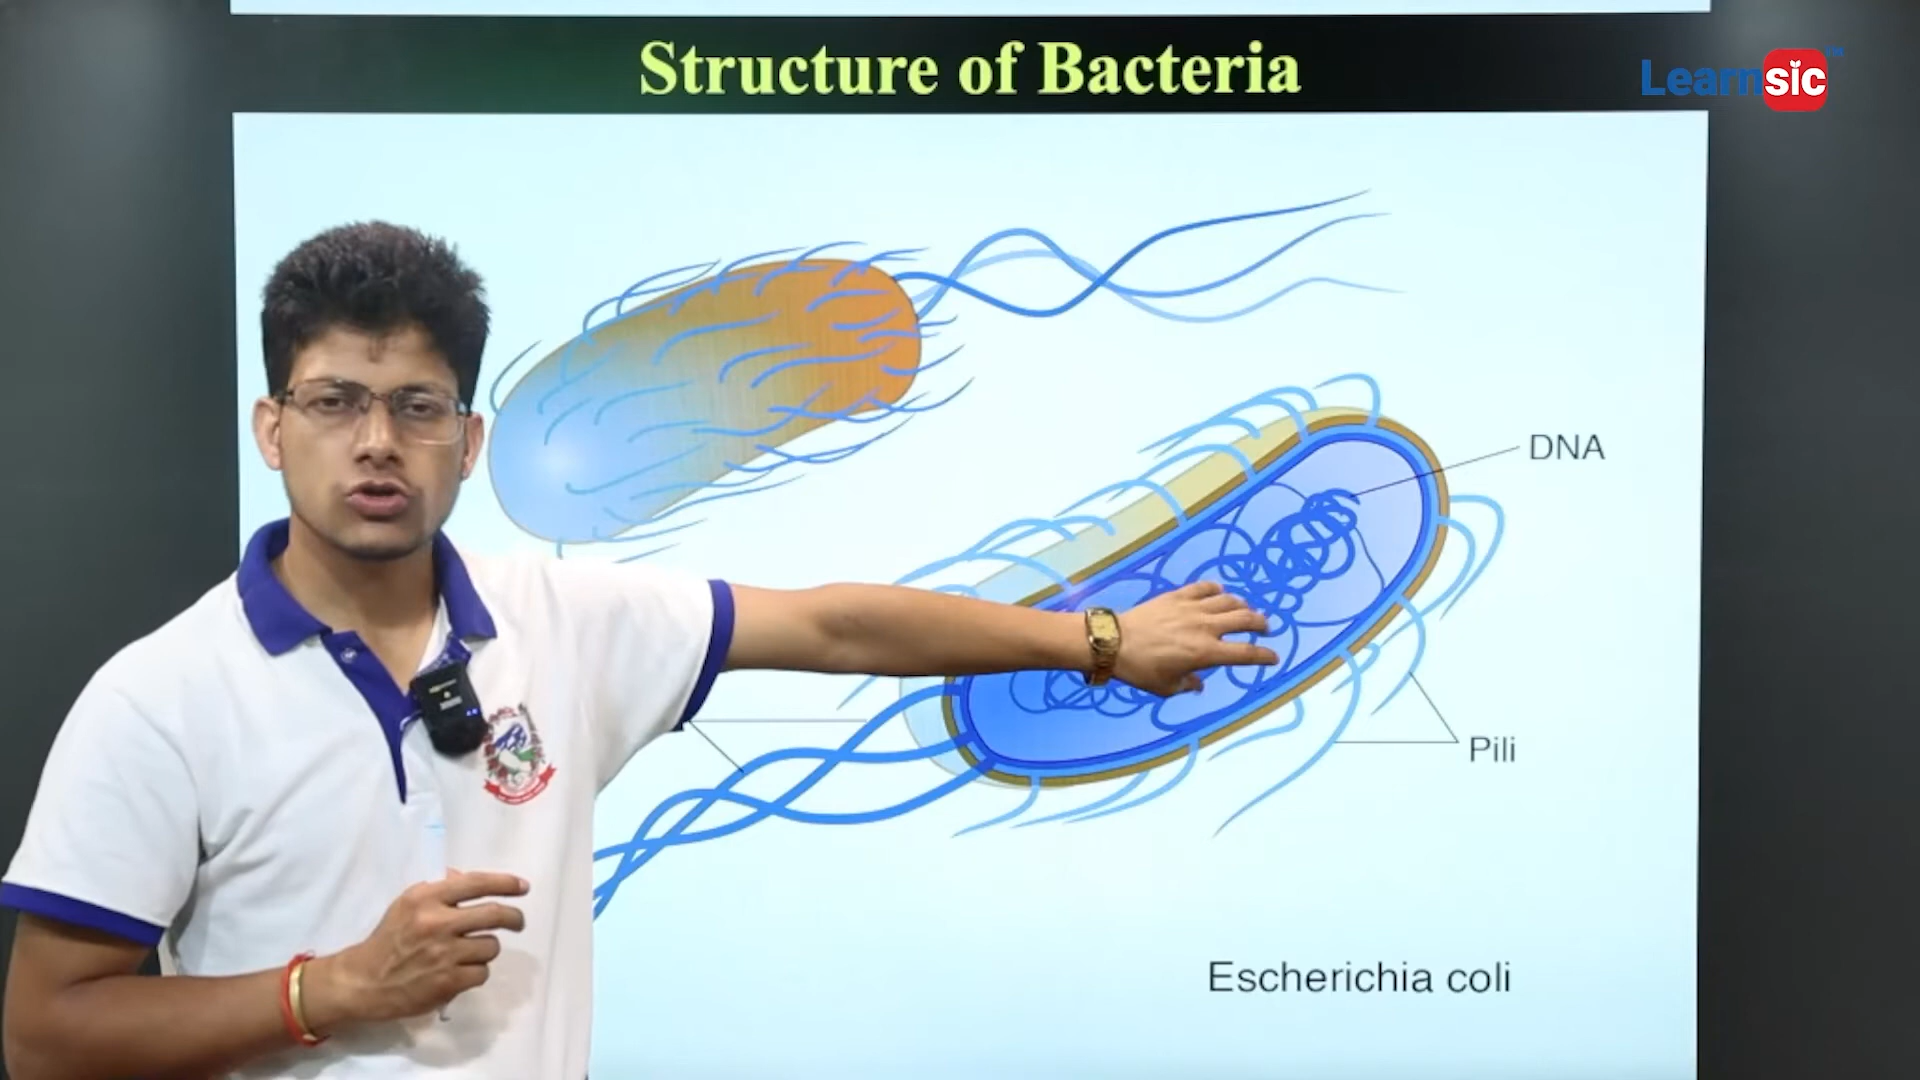 Structure of Bacteria
Learnsic
DNA
Pili
Escherichia coli